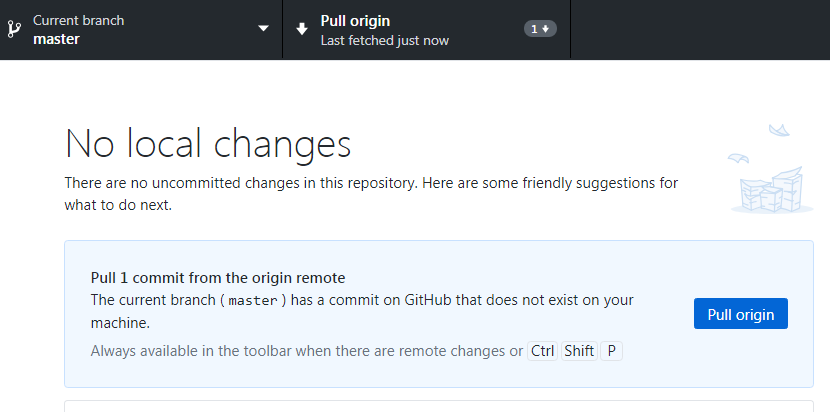 Current branch
master
Pull origin
Last fetched just now
1
No local changes
There are no uncommitted changes in this repository. Here are some friendly suggestions for
what to do next.
Pull 1 commit from the origin remote
The current branch ( master ) has a commit on GitHub that does not exist on your
machine.
Pull origin
Always available in the toolbar when there are remote changes or Ctrl Shift P